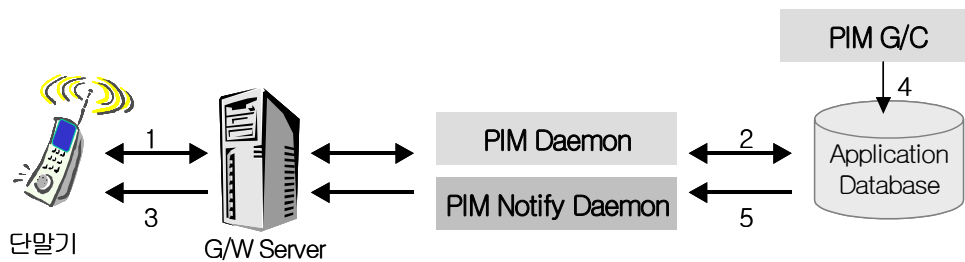 PIM G/C
4
1
PIM Daemon
2
Application
Database
3
PIM Notify Daemon
5
단말기
G/W Server